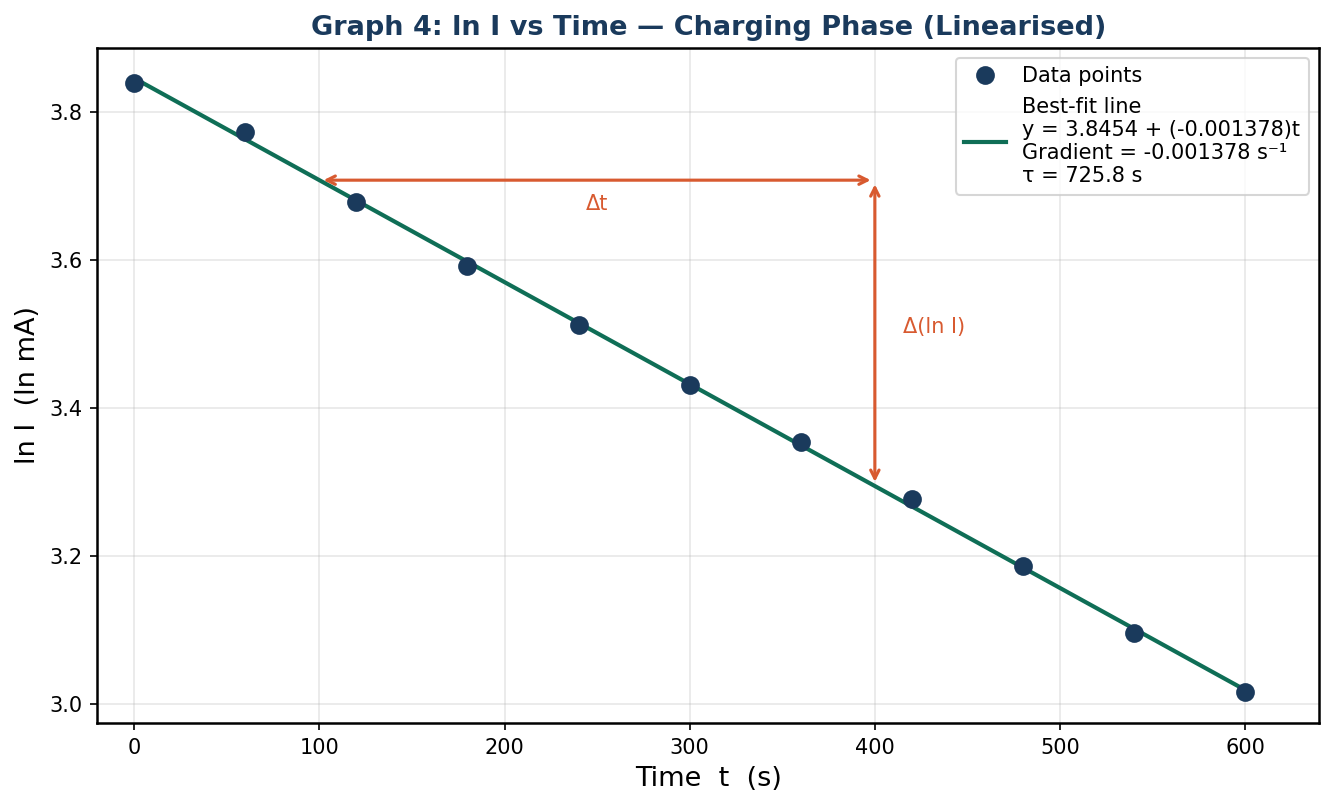 Graph 4: ln I vs Time — Charging Phase (Linearised)
Data points
Best-fit line
y = 3.8454 + (-0.001378)t
Gradient = -0.001378 s⁻¹
τ = 725.8 s
3.8
3.6
3.4
3.2
3.0
ln I (ln mA)
Δt
Δ(ln I)
0 100 200 300 400 500 600
Time t (s)